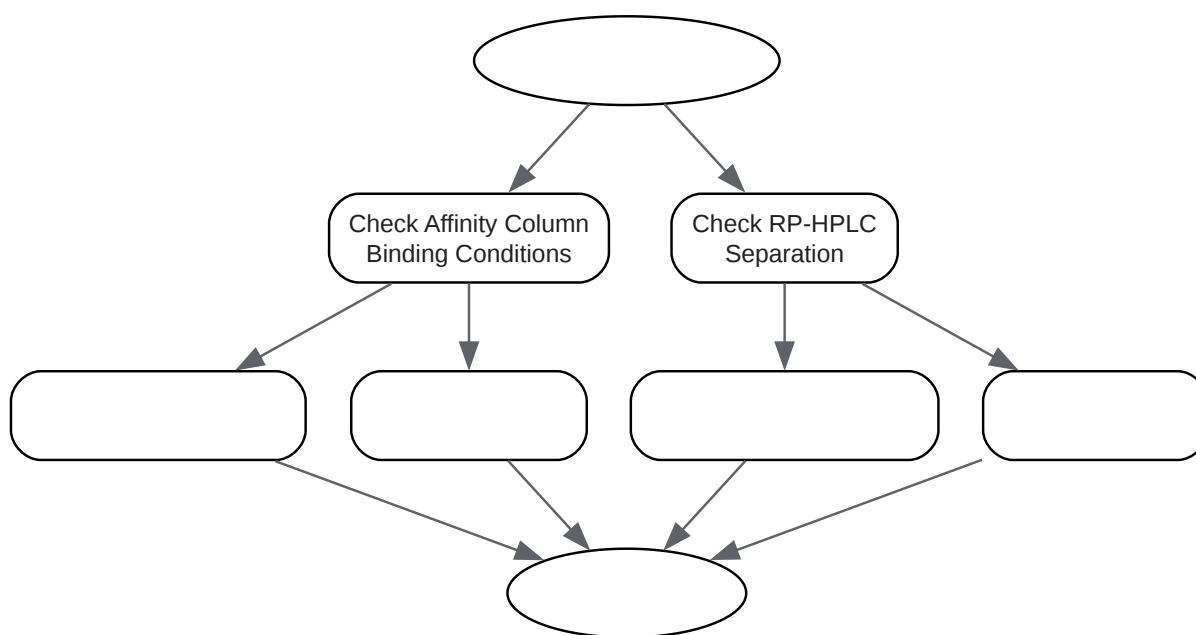 Check Affinity Column
Binding Conditions
Check RP-HPLC
Separation